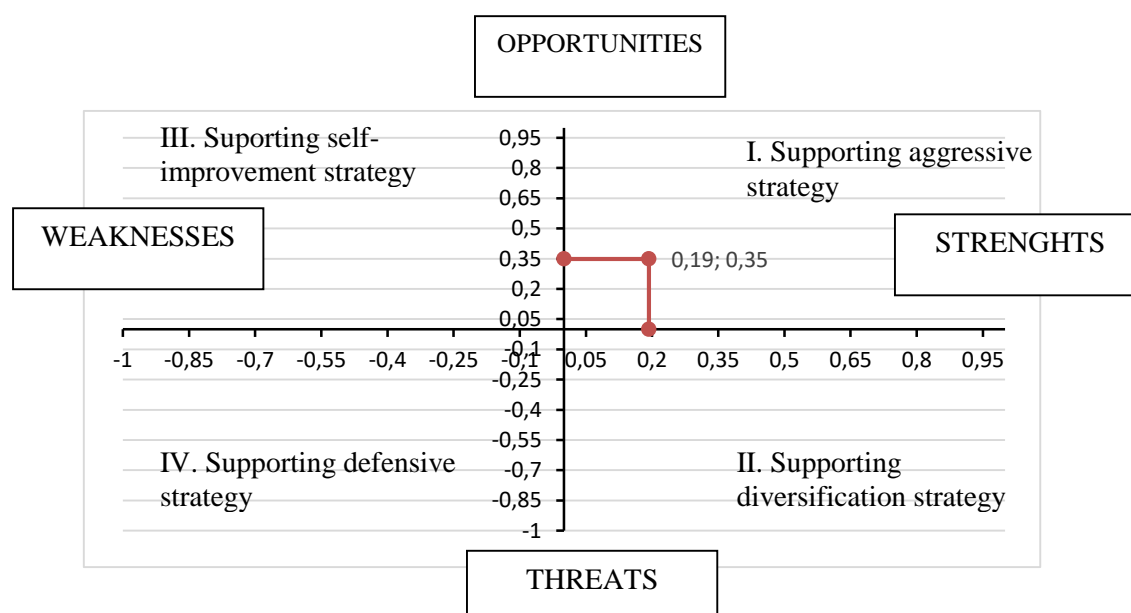 OPPORTUNITIES
III. Suporting self-
improvement strategy
I. Supporting aggressive
strategy
WEAKNESSES
STRENGHTS
0,95
0,8
0,65
0,5
0,35
0,2
0,05
-0,1
-0,25
-0,4
-0,55
-0,7
-0,85
-1
0,19; 0,35
-1 -0,85 -0,7 -0,55 -0,4 -0,25 -0,1 0,05 0,2 0,35 0,5 0,65 0,8 0,95
IV. Supporting defensive
strategy
II. Supporting
diversification strategy
THREATS